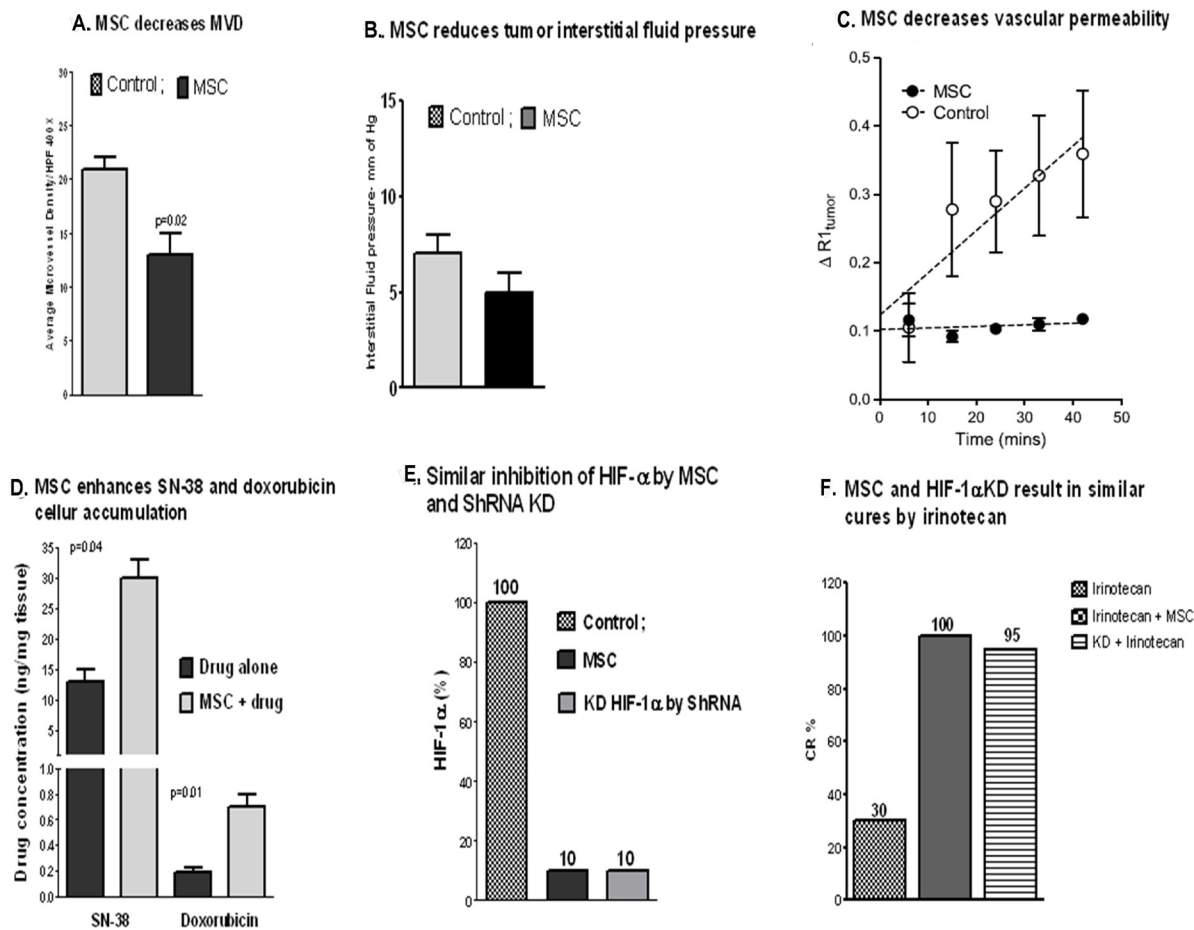 A. MSC decreases MVD
Control ; MSC
Average Microvessel Density/HPF 400X
30
25
20
15
10
5
0
p=0.02
B. MSC reduces tumor interstitial fluid pressure
Control ; MSC
Interstitial Fluid pressure- mm of Hg
15
10
5
0
C. MSC decreases vascular permeability
MSC
Control
Δ R1tumor
0.5
0.4
0.3
0.2
0.1
0.0
0 10 20 30 40 50
Time (mins)
D. MSC enhances SN-38 and doxorubicin
cellur accumulation
Drug concentration (ng/mg tissue)
35
30
25
20
15
10
5
1.0
0.8
0.6
0.4
0.2
0.0
p=0.04
p=0.01
Drug alone
MSC + drug
SN-38 Doxorubicin
E. Similar inhibition of HIF-α by MSC
and ShRNA KD
HIF-1α (%)
120
100
80
60
40
20
0
100
10
10
Control ;
MSC
KD HIF-1α by ShRNA
F. MSC and HIF-1αKD result in similar
cures by irinotecan
CR %
120
100
80
60
40
20
0
30
100
95
Irinotecan
Irinotecan + MSC
KD + Irinotecan